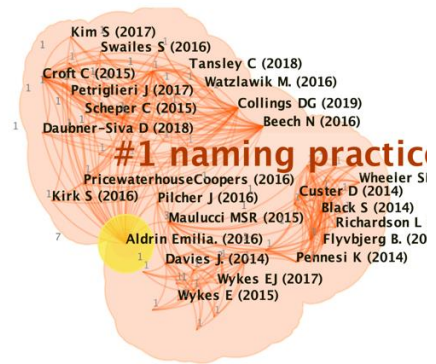 Kim S (2017)
Swailes S (2016)
Tansley C (2018)
Croft C (2015)
Watzlawik M. (2016)
Petriglieri J (2017)
Scheper C (2015)
Collings DG (2019)
Daubner-Siva D (2018)
Beech N (2016)
#1 naming practice
PricewaterhouseCoopers (2016)
Wheeler S
Kirk S (2016)
Pilcher J (2016)
Custer D (2014)
Maulucci MSR (2015)
Black S (2014)
Richardson L
Aldrin Emilia. (2016)
Flyvbjerg B. (20
Davies J. (2014)
Pennesi K (2014)
Wykes EJ (2017)
Wykes E (2015)